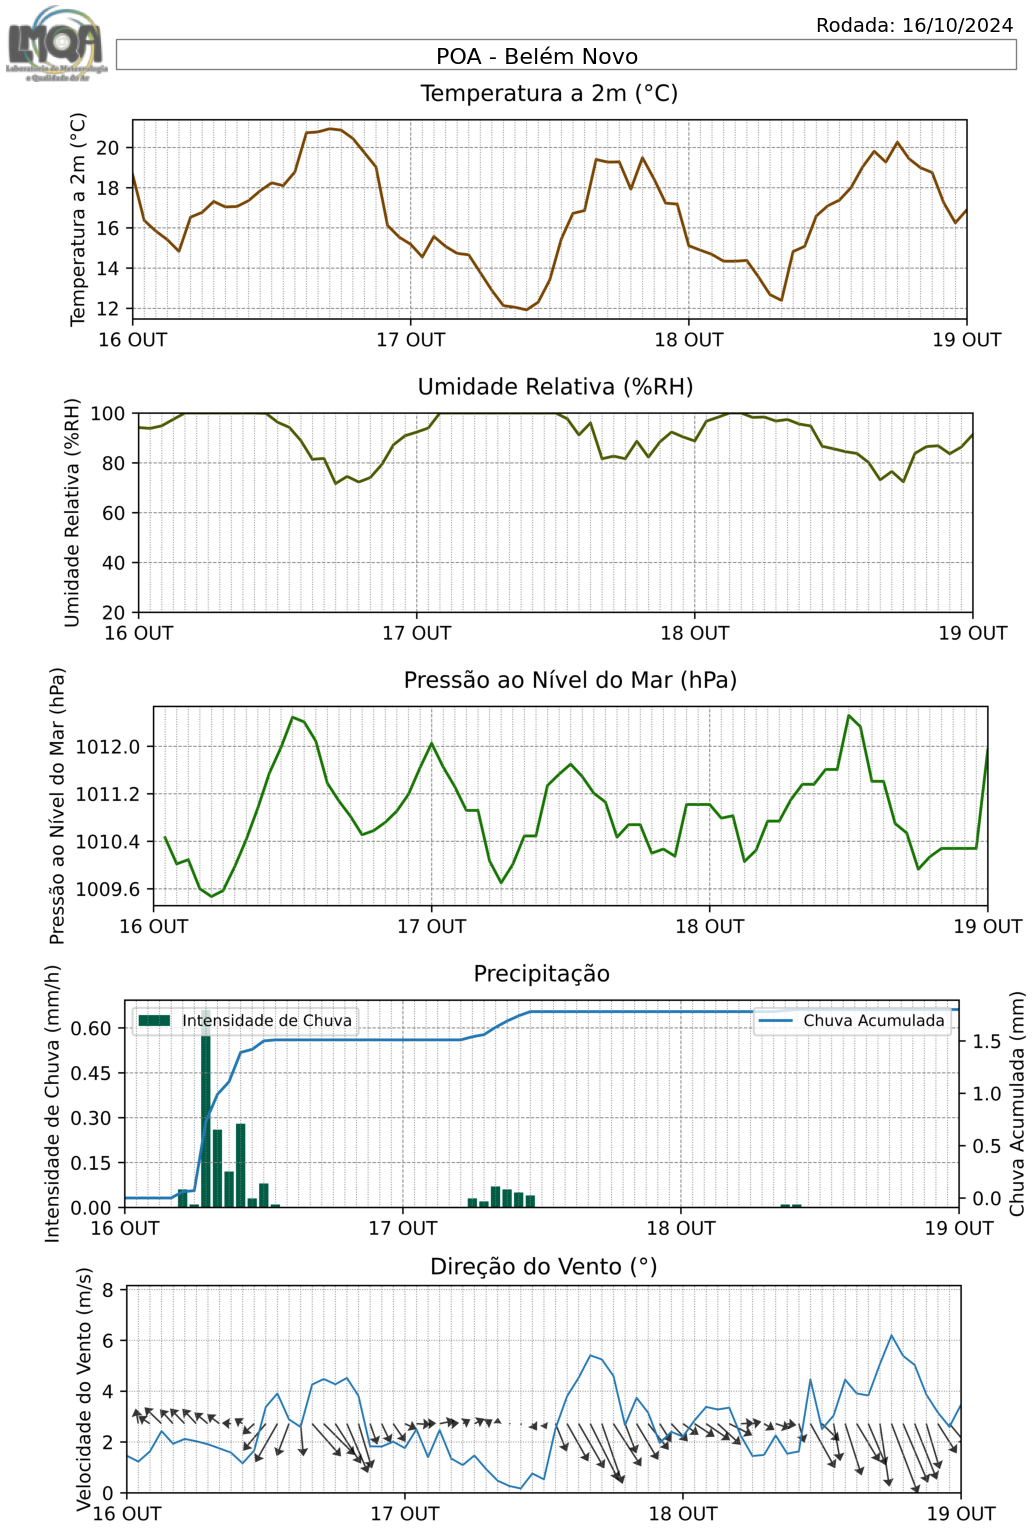 Rodada: 16/10/2024
LMQA
Laboratório de Meteorologia
e Qualidade do Ar
POA - Belém Novo
Temperatura a 2m (°C)
Temperatura a 2m (°C)
20
18
16
14
12
16 OUT 17 OUT 18 OUT 19 OUT
Umidade Relativa (%RH)
Umidade Relativa (%RH)
100
80
60
40
20
16 OUT 17 OUT 18 OUT 19 OUT
Pressão ao Nível do Mar (hPa)
Pressão ao Nível do Mar (hPa)
1012.0
1011.2
1010.4
1009.6
16 OUT 17 OUT 18 OUT 19 OUT
Precipitação
Intensidade de Chuva (mm/h)
0.60
0.45
0.30
0.15
0.00
Intensidade de Chuva
Chuva Acumulada
1.5
1.0
0.5
0.0
Chuva Acumulada (mm)
16 OUT 17 OUT 18 OUT 19 OUT
Direção do Vento (°)
Velocidade do Vento (m/s)
8
6
4
2
0
16 OUT 17 OUT 18 OUT 19 OUT